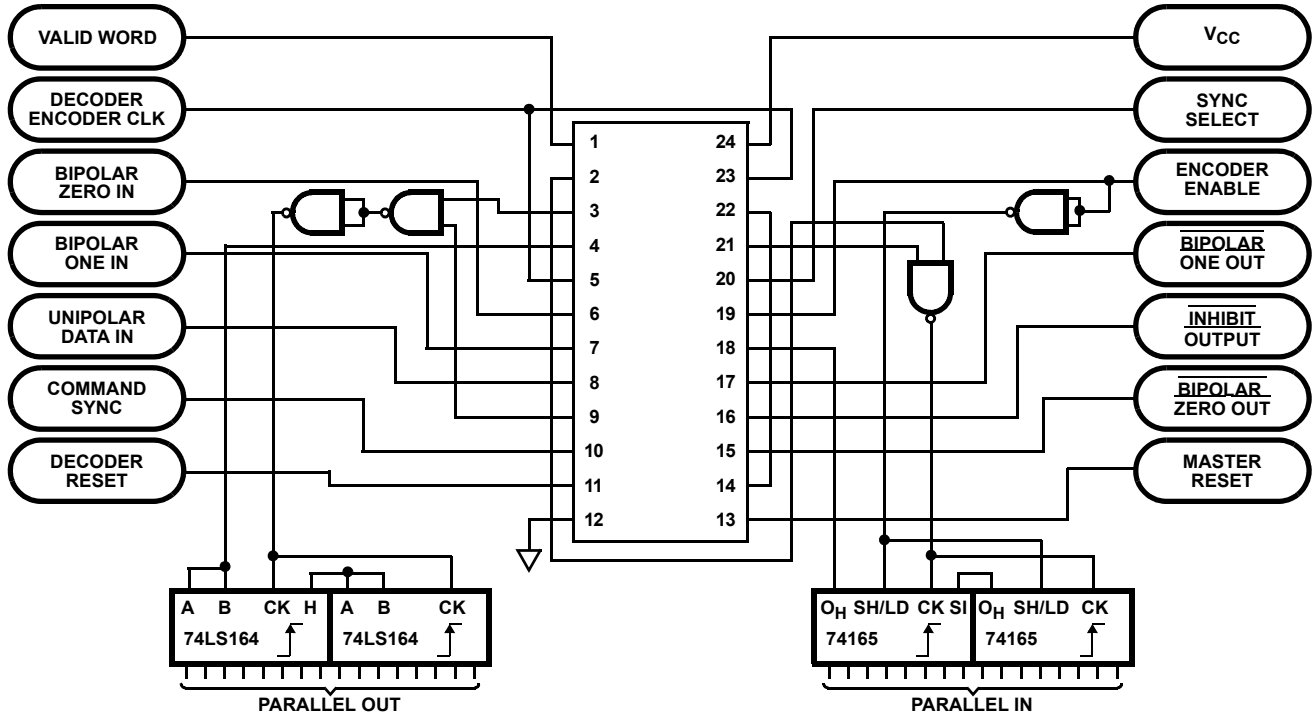 VALID WORD
DECODER
ENCODER CLK
BIPOLAR
ZERO IN
BIPOLAR
ONE IN
UNIPOLAR
DATA IN
COMMAND
SYNC
DECODER
RESET
1
2
3
4
5
6
7
8
9
10
11
12
24
23
22
21
20
19
18
17
16
15
14
13
VCC
SYNC
SELECT
ENCODER
ENABLE
BIPOLAR
ONE OUT
INHIBIT
OUTPUT
BIPOLAR
ZERO OUT
MASTER
RESET
A B CK H A B CK
74LS164 74LS164
PARALLEL OUT
OH SH/LD CK SI OH SH/LD CK
74165 74165
PARALLEL IN